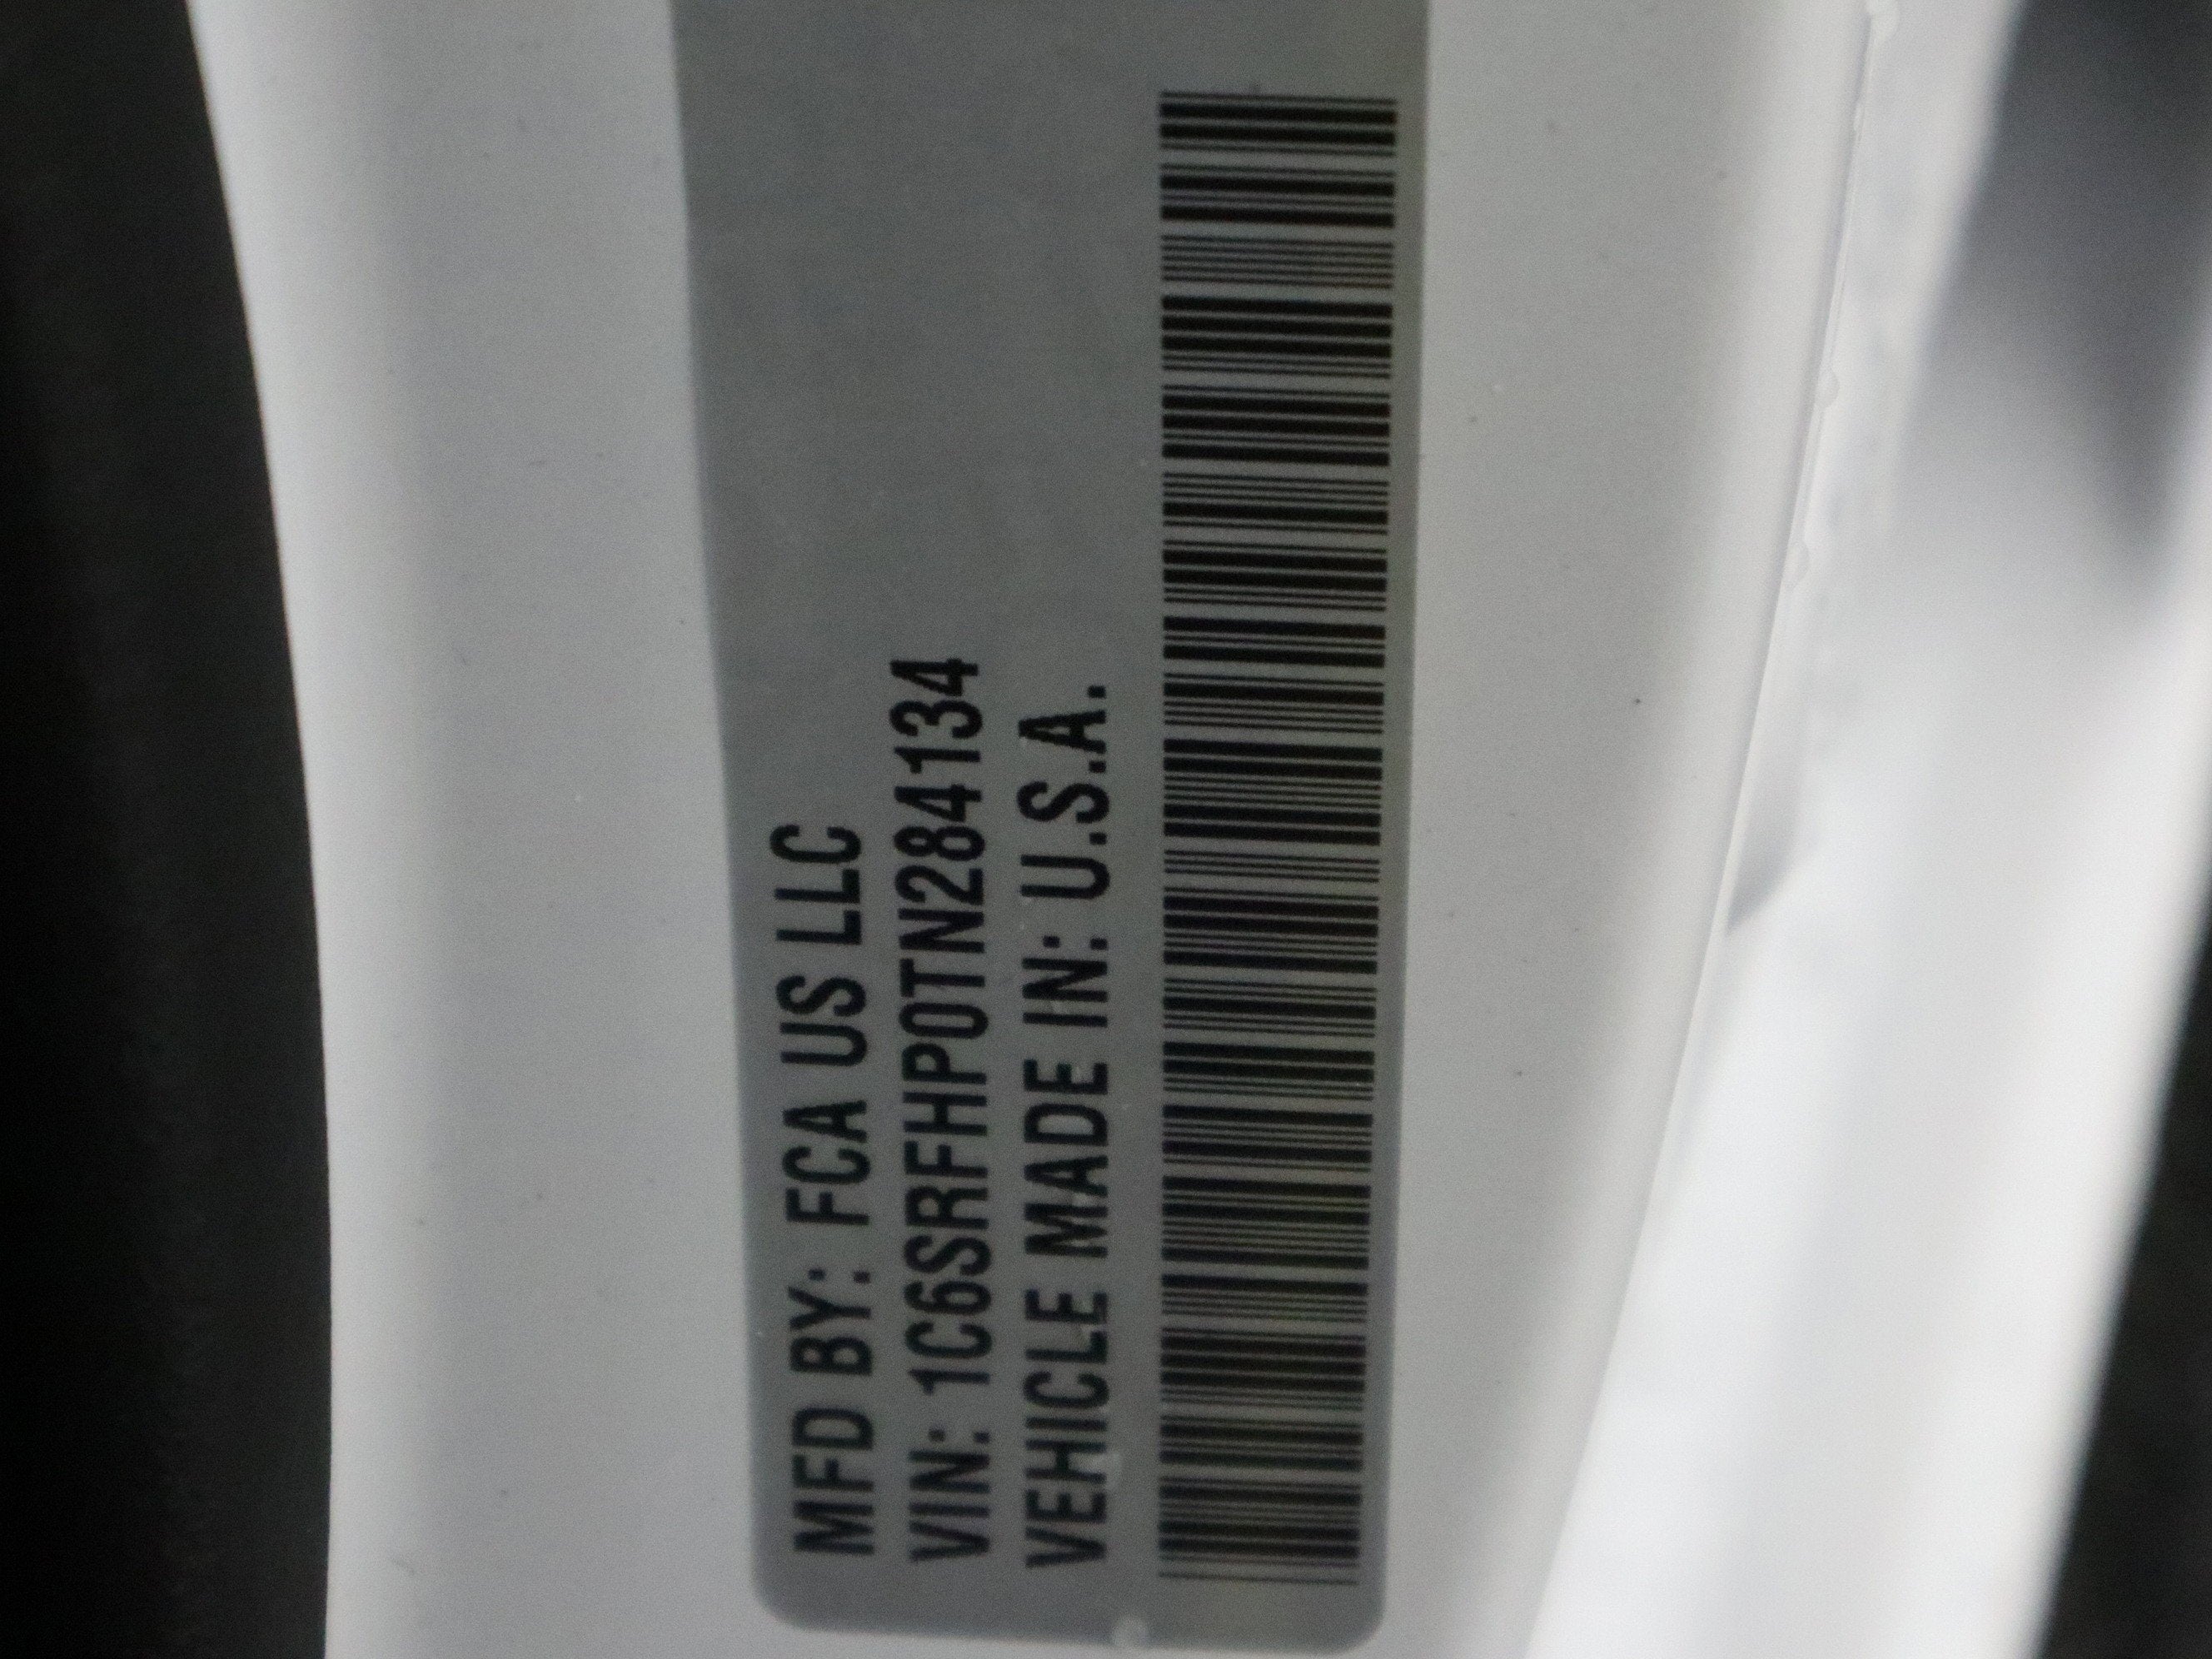 MFD BY: FCA US LLC
VIN: 1C6SRFHP0TN284134
VEHICLE MADE IN: U.S.A.